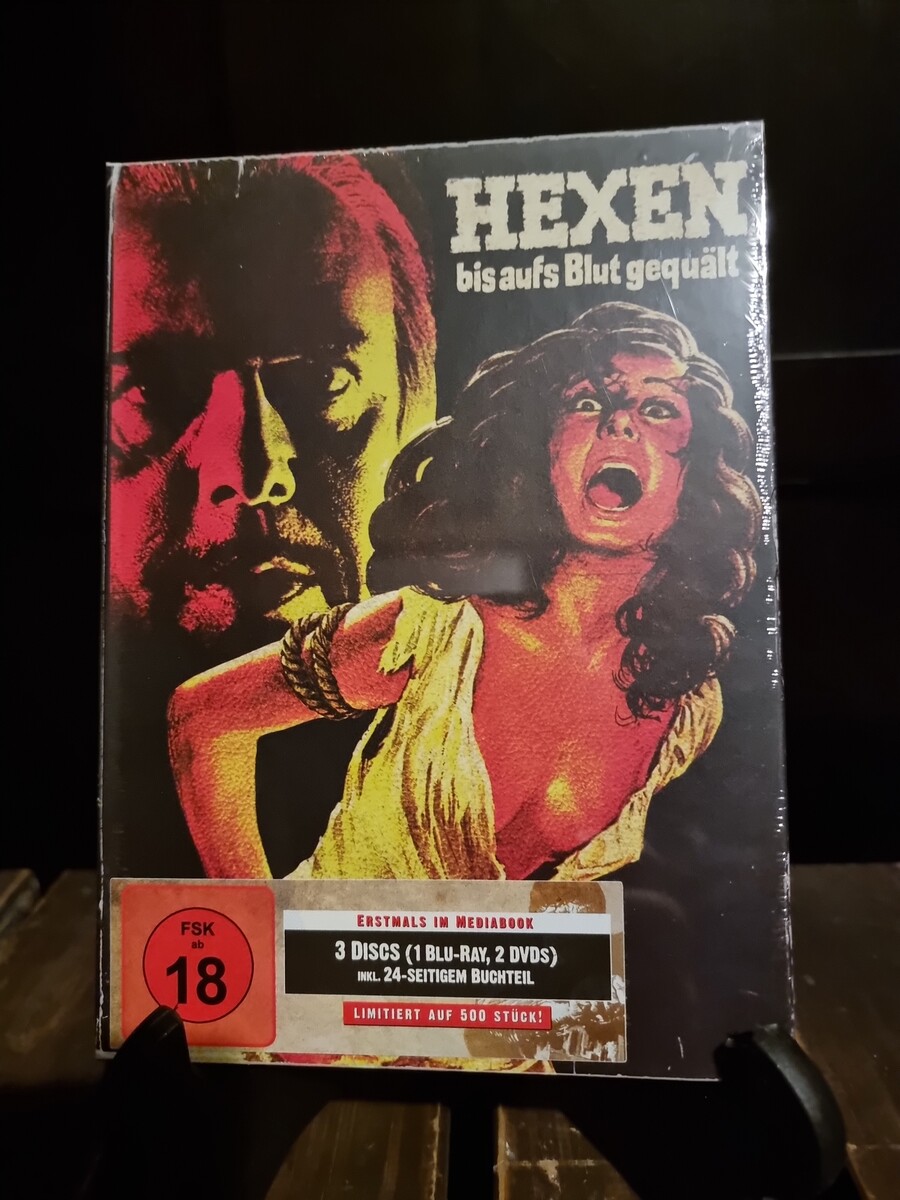 HEXEN
bis aufs Blut gequält
FSK
ab
18
ERSTMALS IM MEDIABOOK
3 DISCS (1 BLU-RAY, 2 DVDS)
INKL. 24-SEITIGEM BUCHTEIL
LIMITIERT AUF 500 STÜCK!